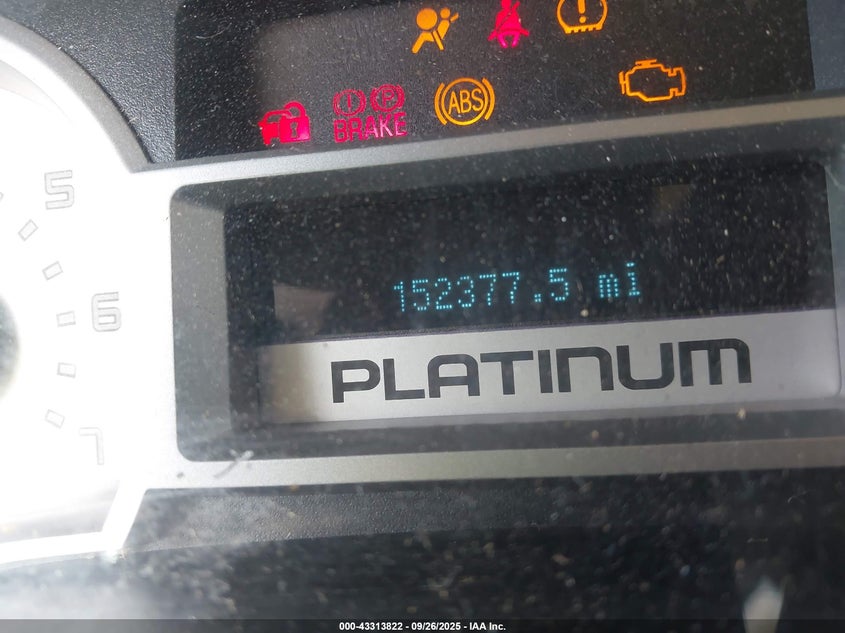 BRAKE
ABS
5
152377.5 mi
6
PLATINUM
7
000-43313822 - 09/26/2025 - IAA Inc.